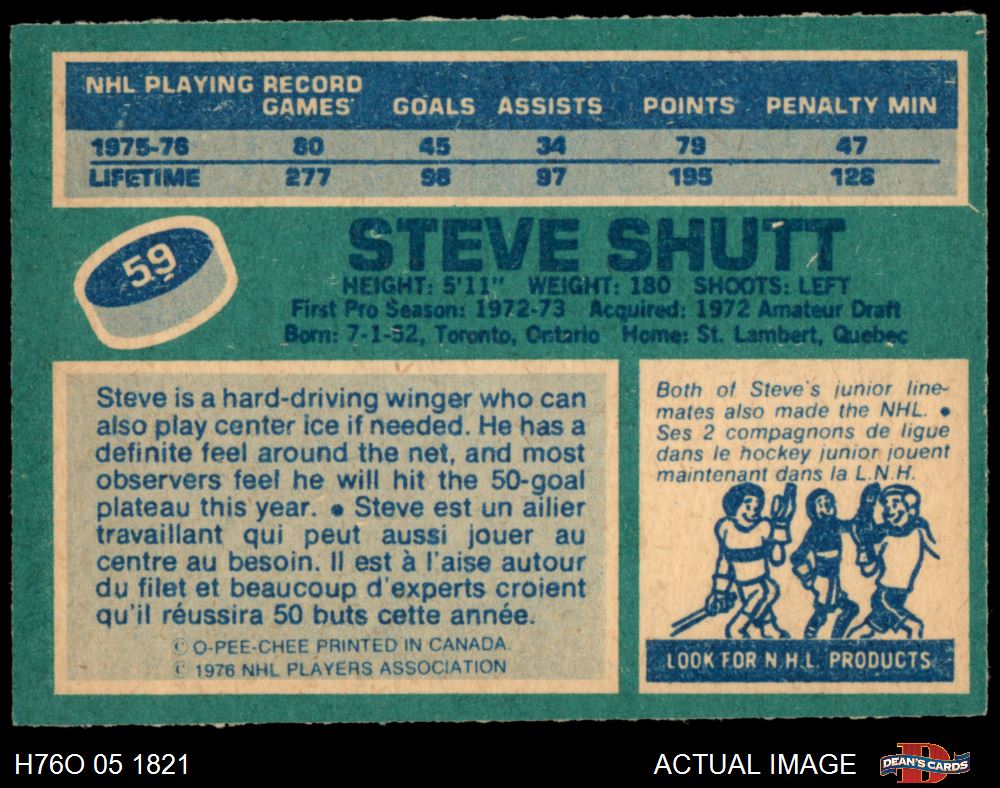 NHL PLAYING RECORD
GAMES GOALS ASSISTS POINTS PENALTY MIN
1975-76 80 45 34 79 47
LIFETIME 277 98 97 195 128
59
STEVE SHUTT
HEIGHT: 5'11" WEIGHT: 180 SHOOTS: LEFT
First Pro Season: 1972-73 Acquired: 1972 Amateur Draft
Born: 7-1-52, Toronto, Ontario Home: St. Lambert, Quebec
Steve is a hard-driving winger who can
also play center ice if needed. He has a
definite feel around the net, and most
observers feel he will hit the 50-goal
plateau this year. • Steve est un ailier
travaillant qui peut aussi jouer au
centre au besoin. Il est à l'aise autour
du filet et beaucoup d'experts croient
qu'il réussira 50 buts cette année.
© O-PEE-CHEE PRINTED IN CANADA.
© 1976 NHL PLAYERS ASSOCIATION
Both of Steve's junior line-
mates also made the NHL. •
Ses 2 compagnons de ligue
dans le hockey junior jouent
maintenant dans la L.N.H.
LOOK FOR N.H.L. PRODUCTS
H76O 05 1821
ACTUAL IMAGE
DEAN'S CARDS